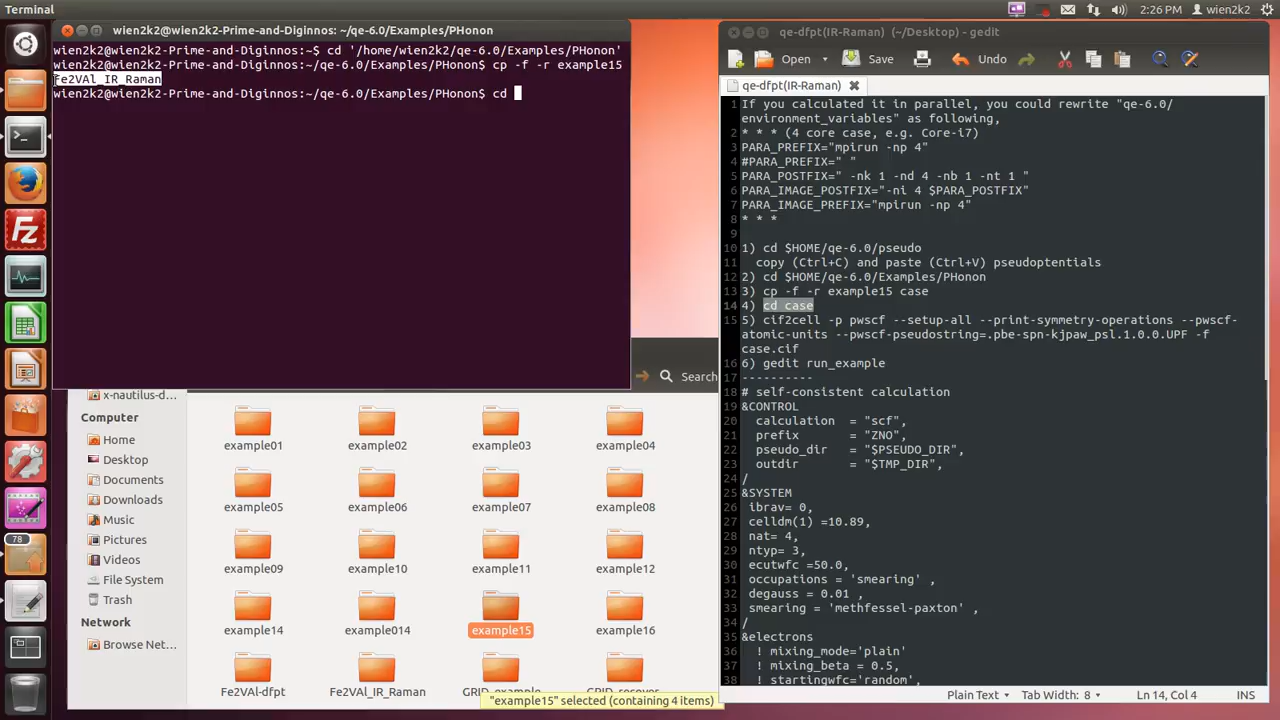 Terminal
2:26 PM
wien2k2
wien2k2@wien2k2-Prime-and-Diginnos: ~/qe-6.0/Examples/PHonon
wien2k2@wien2k2-Prime-and-Diginnos:~$ cd '/home/wien2k2/qe-6.0/Examples/PHonon'
wien2k2@wien2k2-Prime-and-Diginnos:~/qe-6.0/Examples/PHonon$ cp -f -r example15
Fe2VAl_IR_Raman
wien2k2@wien2k2-Prime-and-Diginnos:~/qe-6.0/Examples/PHonon$ cd
78
Search
x-nautilus-d...
Computer
Home
Desktop
Documents
Downloads
Music
Pictures
Videos
File System
Trash
Network
Browse Net...
example01 example02 example03 example04
example05 example06 example07 example08
example09 example10 example11 example12
example14 example014 example15 example16
Fe2VAl-dfpt Fe2VAl_IR_Raman GRID_example GRID_recover
"example15" selected (containing 4 items)
qe-dfpt(IR-Raman) (~/Desktop) - gedit
Open Save Undo
qe-dfpt(IR-Raman)
1 If you calculated it in parallel, you could rewrite "qe-6.0/
environment_variables" as following,
2 * * * (4 core case, e.g. Core-i7)
3 PARA_PREFIX="mpirun -np 4"
4 #PARA_PREFIX=" "
5 PARA_POSTFIX=" -nk 1 -nd 4 -nb 1 -nt 1 "
6 PARA_IMAGE_POSTFIX="-ni 4 $PARA_POSTFIX"
7 PARA_IMAGE_PREFIX="mpirun -np 4"
8 * * *
9
10 1) cd $HOME/qe-6.0/pseudo
11 copy (Ctrl+C) and paste (Ctrl+V) pseudoptentials
12 2) cd $HOME/qe-6.0/Examples/PHonon
13 3) cp -f -r example15 case
14 4) cd case
15 5) cif2cell -p pwscf --setup-all --print-symmetry-operations --pwscf-
atomic-units --pwscf-pseudostring=.pbe-spn-kjpaw_psl.1.0.0.UPF -f
case.cif
16 6) gedit run_example
17 ----------
18 # self-consistent calculation
19 &CONTROL
20 calculation = "scf",
21 prefix = "ZNO",
22 pseudo_dir = "$PSEUDO_DIR",
23 outdir = "$TMP_DIR",
24 /
25 &SYSTEM
26 ibrav= 0,
27 celldm(1) =10.89,
28 nat= 4,
29 ntyp= 3,
30 ecutwfc =50.0,
31 occupations = 'smearing' ,
32 degauss = 0.01 ,
33 smearing = 'methfessel-paxton' ,
34 /
35 &electrons
36 ! mixing_mode='plain'
37 ! mixing_beta = 0.5,
38 ! startingwfc='random',
Plain Text Tab Width: 8 Ln 14, Col 4 INS